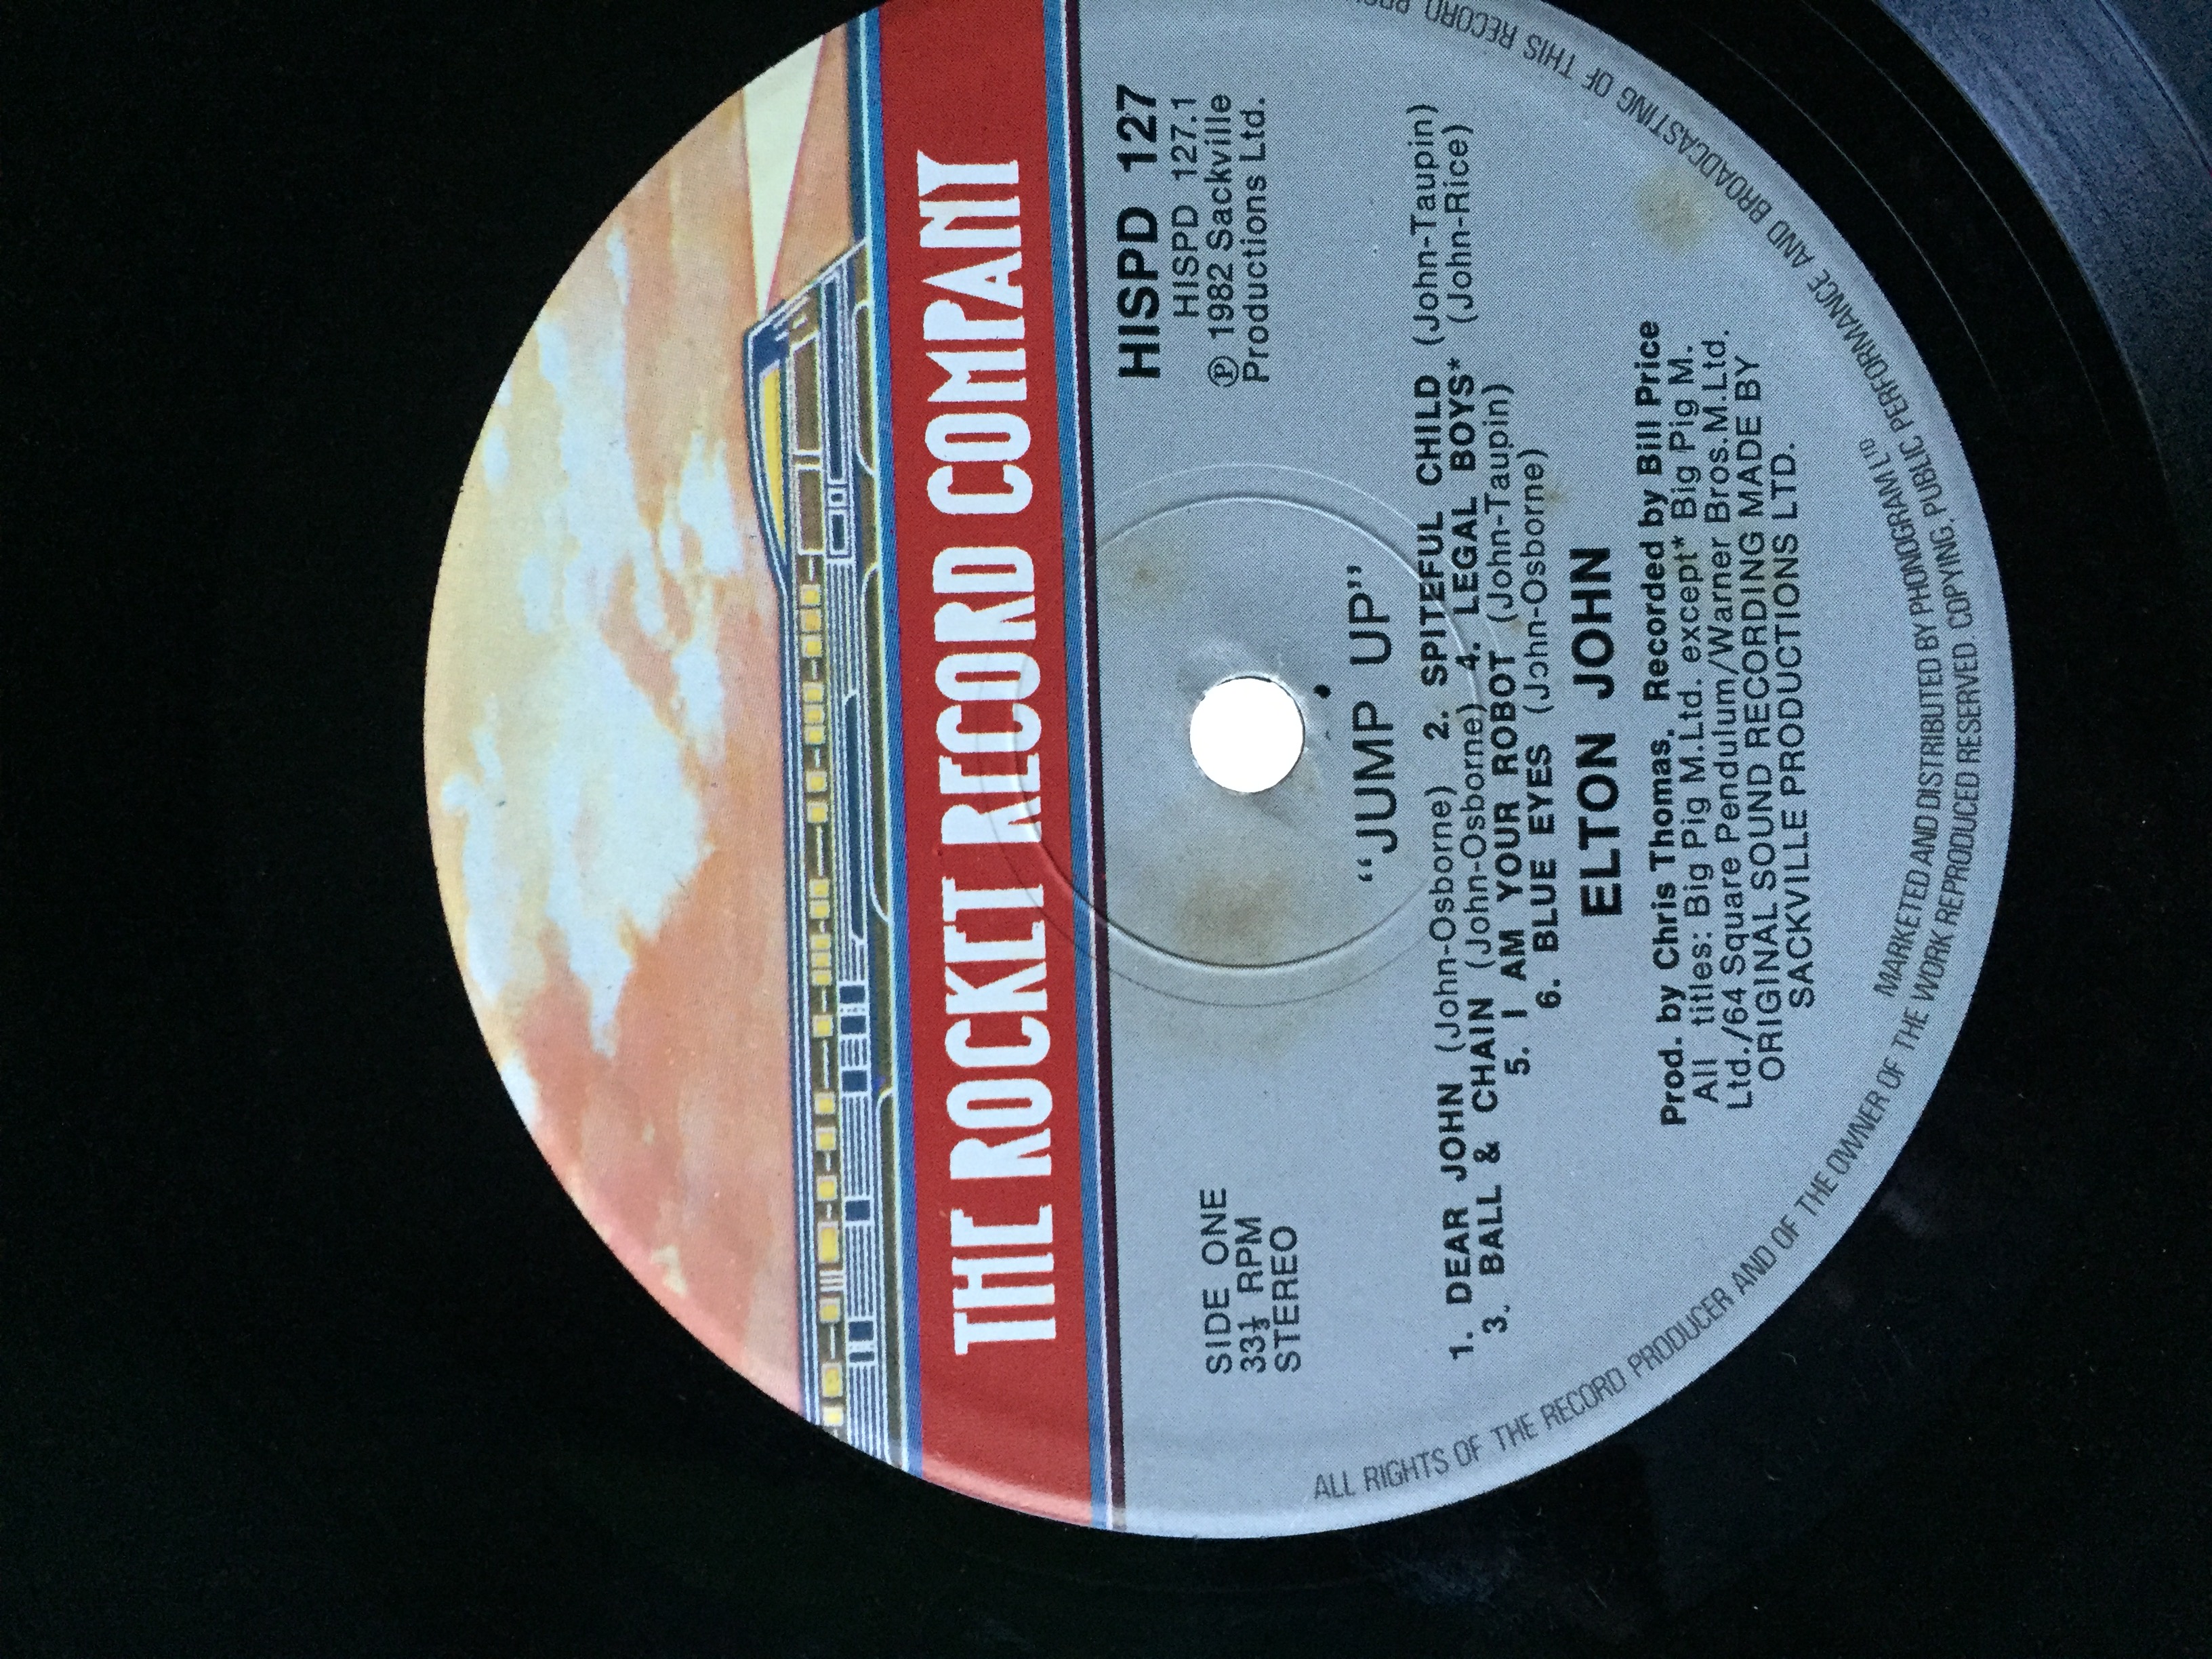 THE ROCKET RECORD COMPANY
HISPD 127
HISPD 127.1
Ⓟ 1982 Sackville
Productions Ltd.
SIDE ONE
33⅓ RPM
STEREO
“JUMP UP”
1. DEAR JOHN (John-Osborne) 2. SPITEFUL CHILD (John-Taupin)
3. BALL & CHAIN (John-Osborne) 4. LEGAL BOYS* (John-Rice)
5. I AM YOUR ROBOT (John-Taupin)
6. BLUE EYES (John-Osborne)
ELTON JOHN
Prod. by Chris Thomas. Recorded by Bill Price
All titles: Big Pig M.Ltd. except* Big Pig M.
Ltd./64 Square Pendulum/Warner Bros.M.Ltd.
ORIGINAL SOUND RECORDING MADE BY
SACKVILLE PRODUCTIONS LTD.
MARKETED AND DISTRIBUTED BY PHONOGRAM LTD
ALL RIGHTS OF THE RECORD PRODUCER AND OF THE OWNER OF THE WORK REPRODUCED RESERVED. COPYING, PUBLIC PERFORMANCE AND BROADCASTING OF THIS RECORD